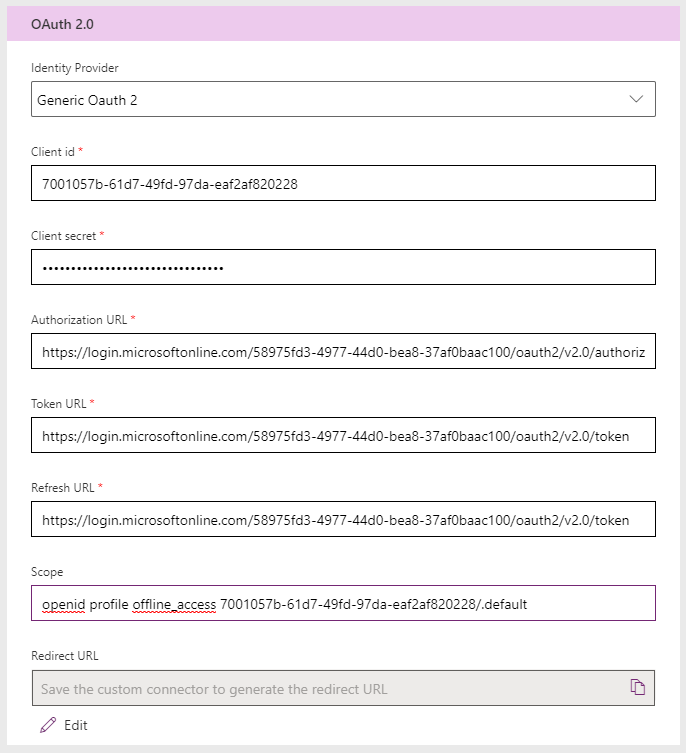 OAuth 2.0
Identity Provider
Generic Oauth 2
Client id *
7001057b-61d7-49fd-97da-eaf2af820228
Client secret *
••••••••••••••••••••••••••••••••
Authorization URL *
https://login.microsoftonline.com/58975fd3-4977-44d0-bea8-37af0baac100/oauth2/v2.0/authoriz
Token URL *
https://login.microsoftonline.com/58975fd3-4977-44d0-bea8-37af0baac100/oauth2/v2.0/token
Refresh URL *
https://login.microsoftonline.com/58975fd3-4977-44d0-bea8-37af0baac100/oauth2/v2.0/token
Scope
openid profile offline_access 7001057b-61d7-49fd-97da-eaf2af820228/.default
Redirect URL
Save the custom connector to generate the redirect URL
Edit